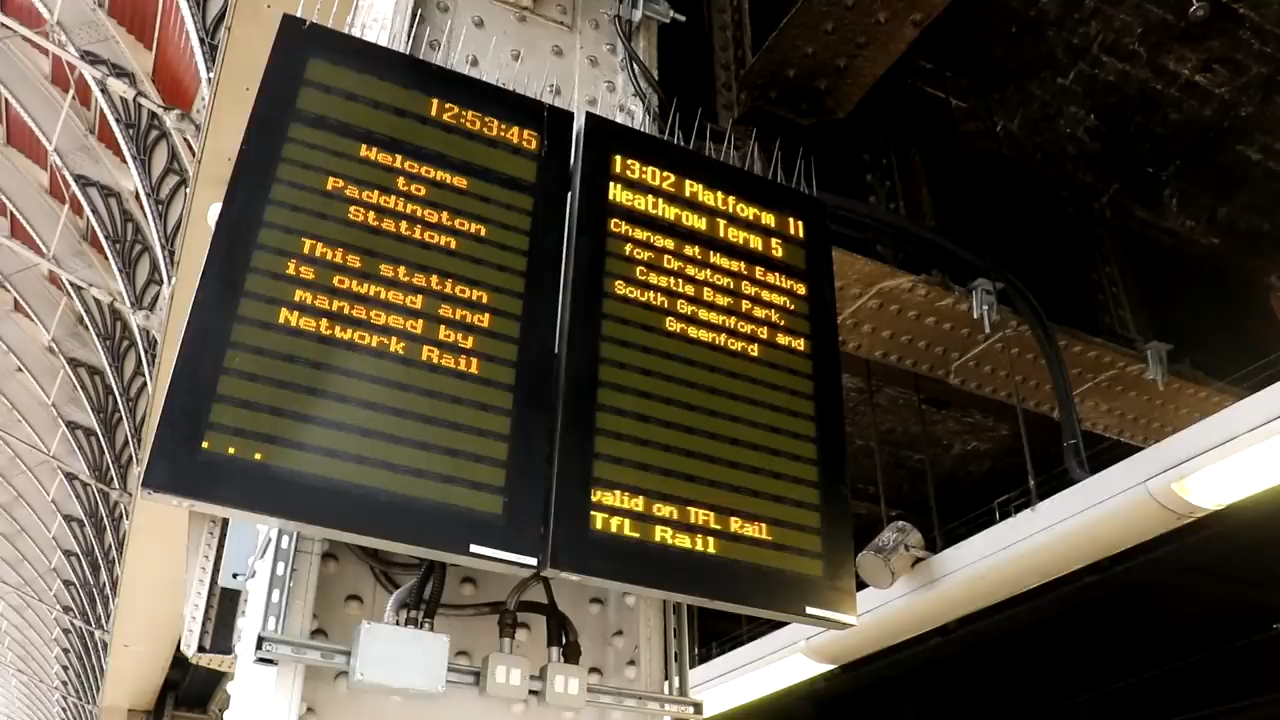 12:53:45
Welcome
to
Paddington
Station
This station
is owned and
managed by
Network Rail
. . .
13:02 Platform 11
Heathrow Term 5
Change at West Ealing
for Drayton Green,
Castle Bar Park,
South Greenford and
Greenford
valid on TFL Rail
TfL Rail